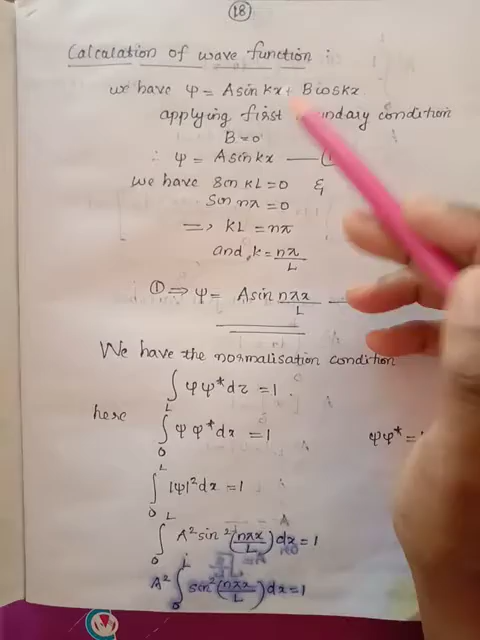 18
Calculation of wave function :
we have ψ = A sin kx + B cos kx
applying first boundary condition
B = 0
∴ ψ = A sin kx —— (1
we have Sin KL = 0 &
Sin nπ = 0
⟹ KL = nπ
and, k = nπ/L
① ⟹ ψ = A sin nπx/L —
We have the normalisation condition
∫ ψ ψ* dτ = 1.
here ∫₀ᴸ ψ ψ* dx = 1 ψψ* =
∫₀ᴸ |ψ|² dx = 1
∫₀ᴸ A² sin² (nπx/L) dx = 1
A² ∫₀ᴸ sin² (nπx/L) dx = 1